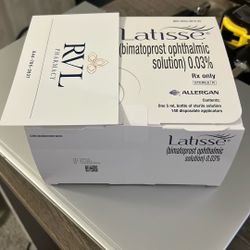 RVL
PHARMACY
Latisse
(bimatoprost ophthalmic
solution) 0.03%
Rx only
STERILE
ALLERGAN
Contents:
One 5 mL bottle of sterile solution
140 disposable applicators
Latisse
(bimatoprost ophthalmic
solution) 0.03%